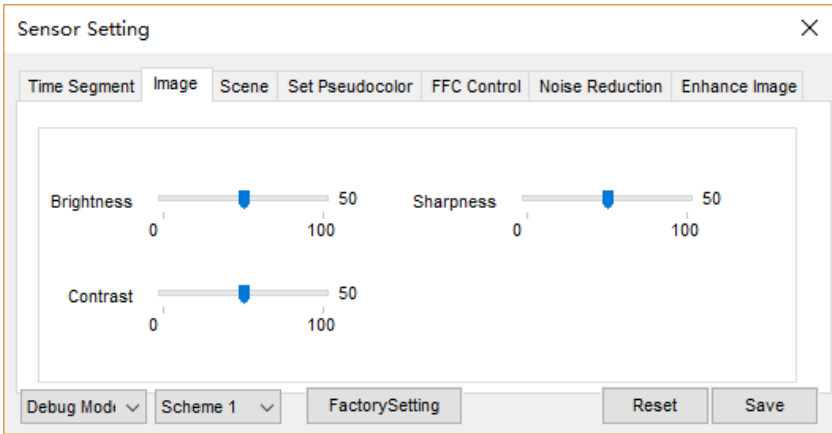 Sensor Setting
Time Segment Image Scene Set Pseudocolor FFC Control Noise Reduction Enhance Image
Brightness 50 Sharpness 50
0 100 0 100
Contrast 50
0 100
Debug Mod Scheme 1 FactorySetting Reset Save